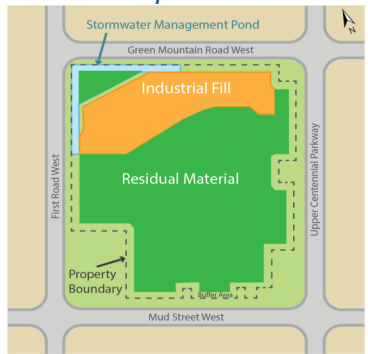 Stormwater Management Pond
N
Green Mountain Road West
Industrial Fill
First Road West
Residual Material
Upper Centennial Parkway
Property
Boundary
Buffer Area
Mud Street West